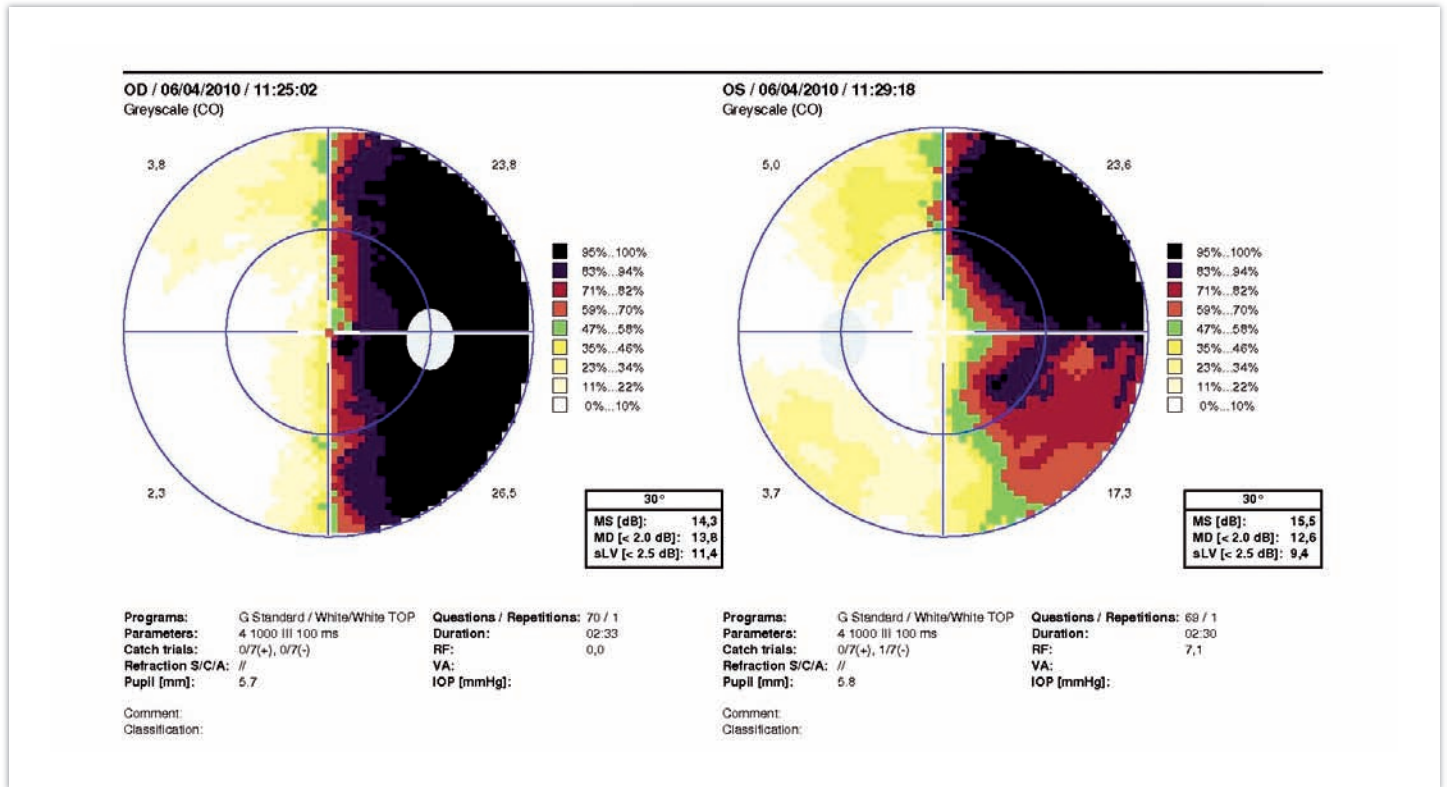 OD / 06/04/2010 / 11:25:02
Greyscale (CO)
3,8
23,8
2,3
26,5
95%...100%
83%...94%
71%...82%
59%...70%
47%...58%
35%...46%
23%...34%
11%...22%
0%...10%
30°
MS [dB]: 14,3
MD [< 2.0 dB]: 13,8
sLV [< 2.5 dB]: 11,4
Programs: G Standard / White/White TOP
Parameters: 4 1000 III 100 ms
Catch trials: 0/7(+), 0/7(-)
Refraction S/C/A: //
Pupil [mm]: 5.7
Questions / Repetitions: 70 / 1
Duration: 02:33
RF: 0,0
VA:
IOP [mmHg]:
Comment:
Classification:
OS / 06/04/2010 / 11:29:18
Greyscale (CO)
5,0
23,6
3,7
17,3
95%...100%
83%...94%
71%...82%
59%...70%
47%...58%
35%...46%
23%...34%
11%...22%
0%...10%
30°
MS [dB]: 15,5
MD [< 2.0 dB]: 12,6
sLV [< 2.5 dB]: 9,4
Programs: G Standard / White/White TOP
Parameters: 4 1000 III 100 ms
Catch trials: 0/7(+), 1/7(-)
Refraction S/C/A: //
Pupil [mm]: 5.8
Questions / Repetitions: 69 / 1
Duration: 02:30
RF: 7,1
VA:
IOP [mmHg]:
Comment:
Classification: